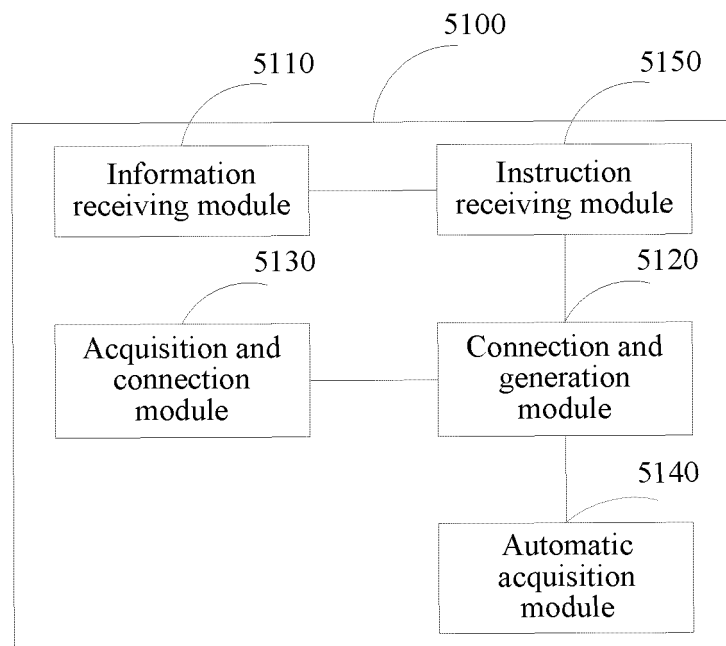 5100
5110
5150
Information
receiving module
Instruction
receiving module
5130
5120
Acquisition and
connection
module
Connection and
generation
module
5140
Automatic
acquisition
module